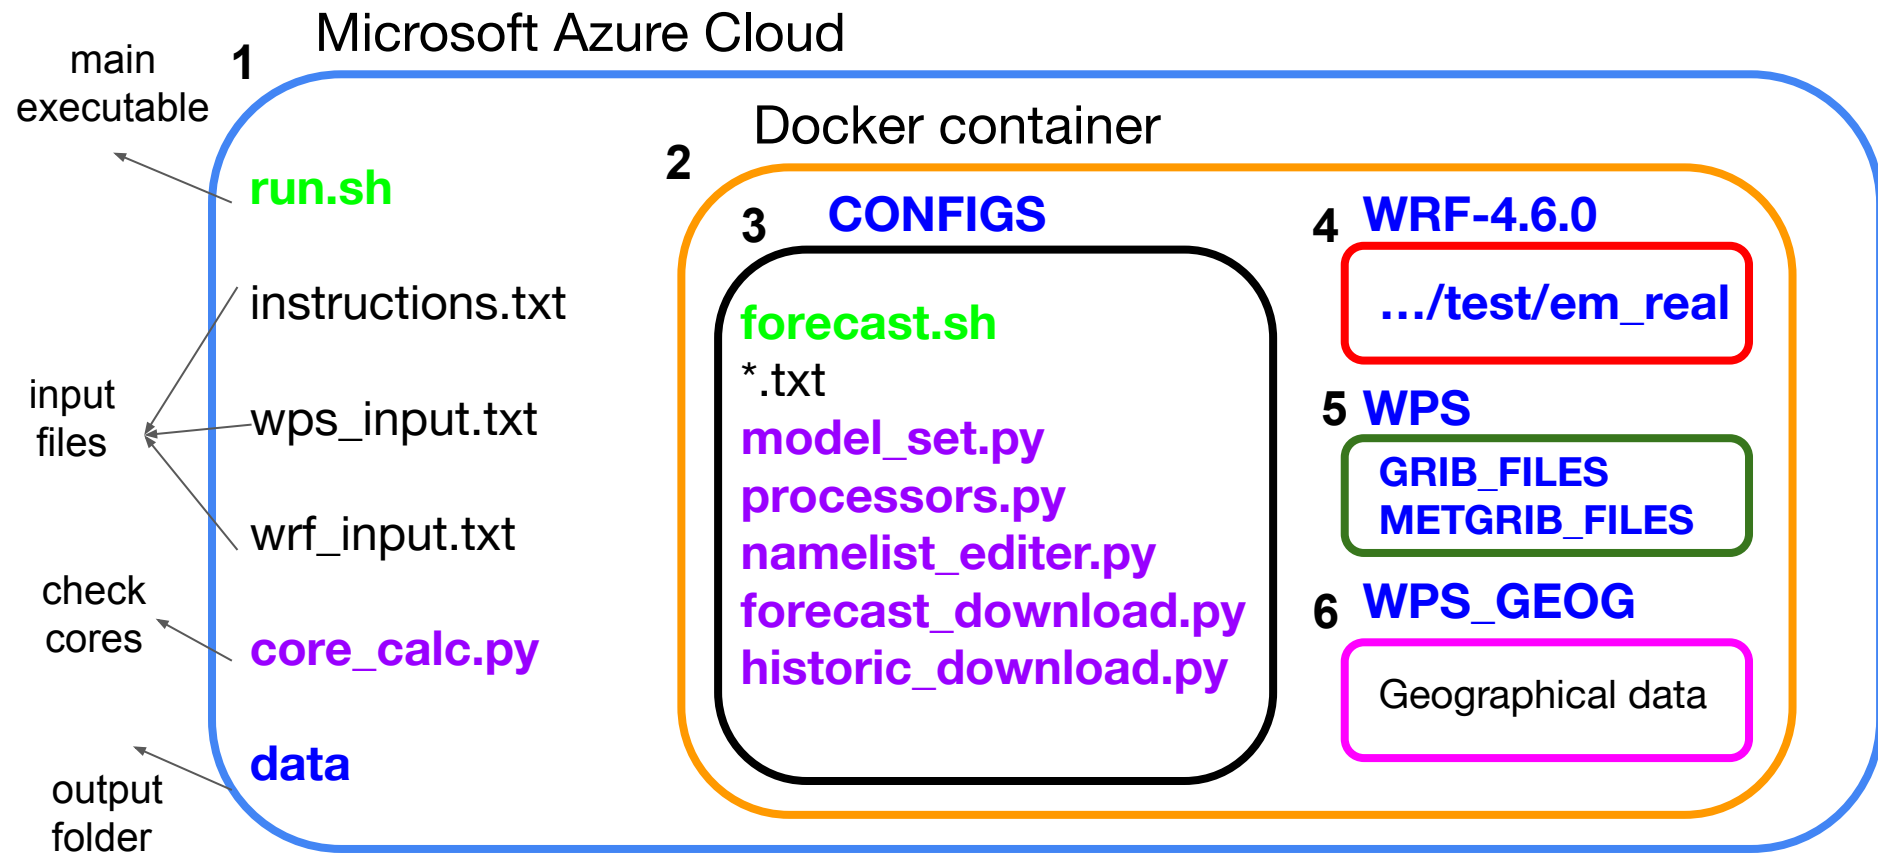 Microsoft Azure Cloud
1
main
executable
run.sh
instructions.txt
input
files
wps_input.txt
wrf_input.txt
check
cores
core_calc.py
data
output
folder
Docker container
2
3
CONFIGS
forecast.sh
*.txt
model_set.py
processors.py
namelist_editer.py
forecast_download.py
historic_download.py
4
WRF-4.6.0
.../test/em_real
5
WPS
GRIB_FILES
METGRIB_FILES
6
WPS_GEOG
Geographical data